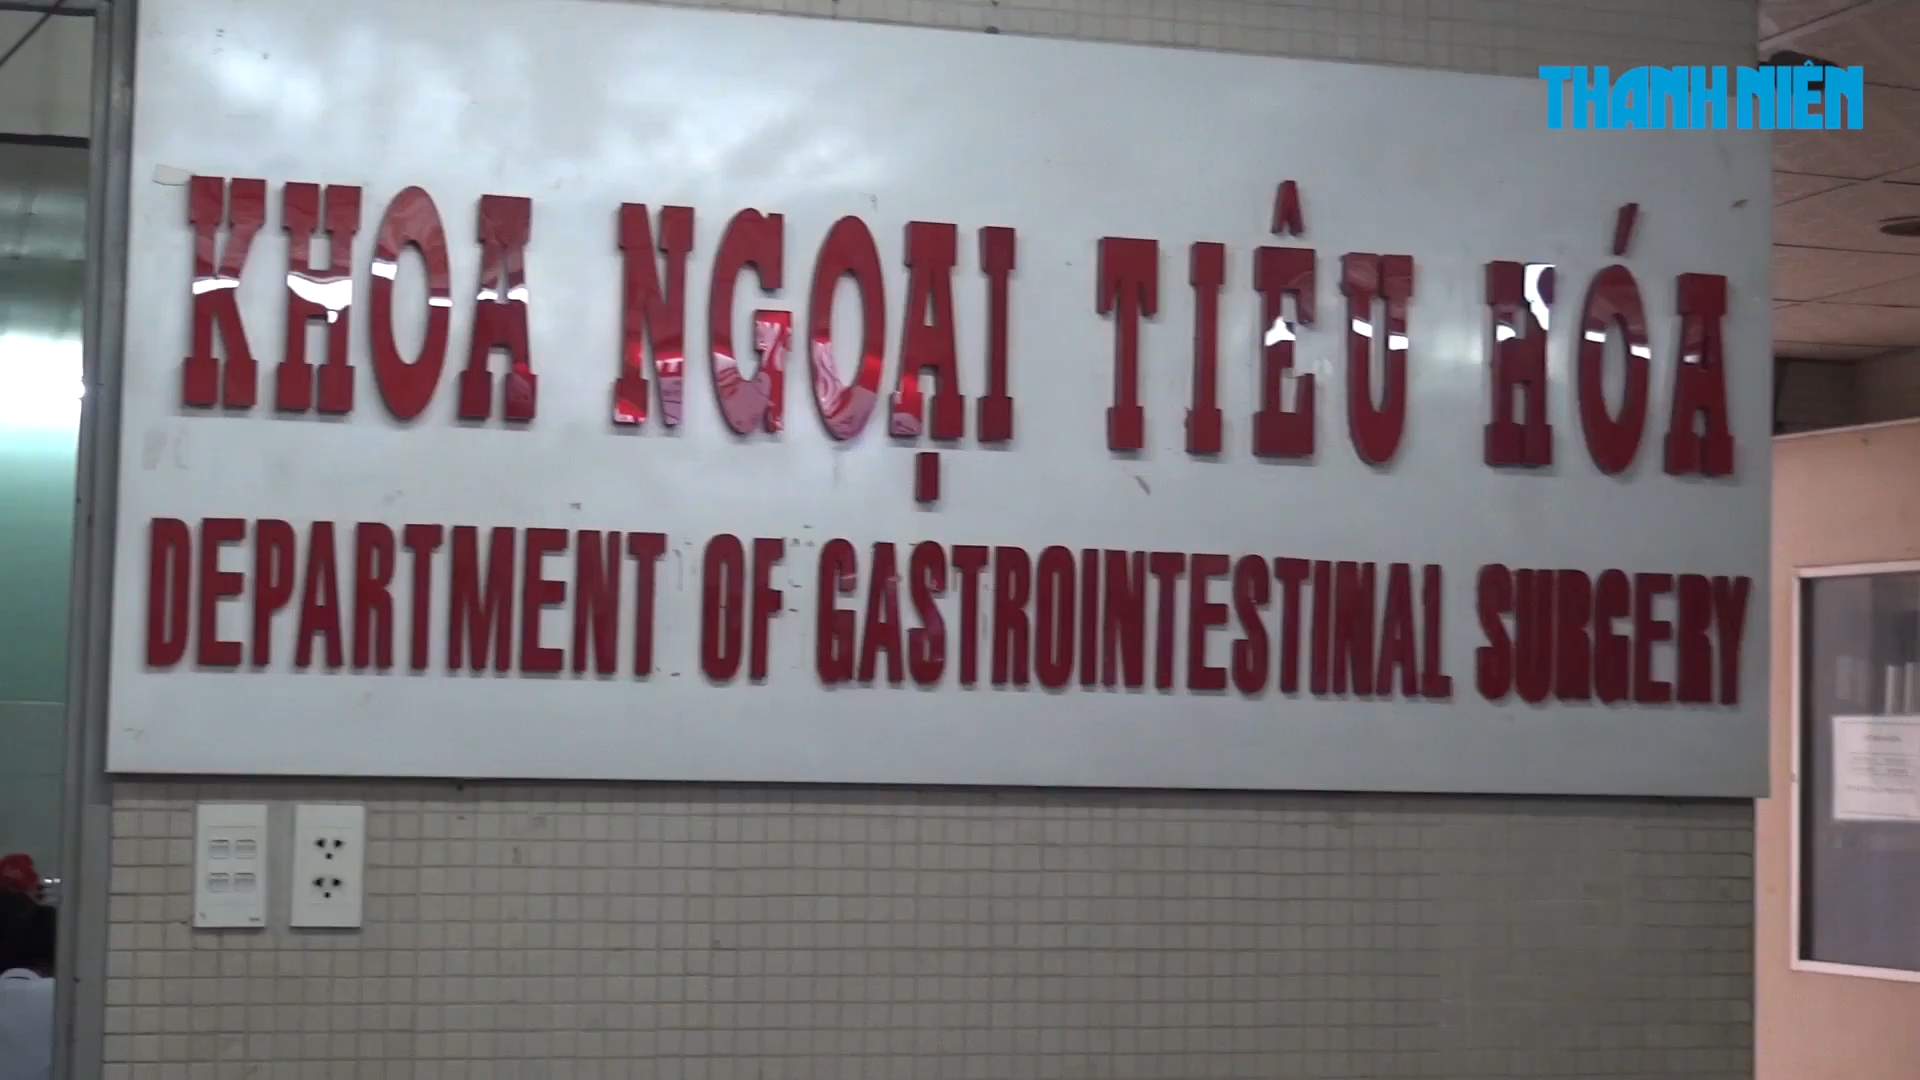 THANH NIÊN
KHOA NGOẠI TIÊU HÓA
DEPARTMENT OF GASTROINTESTINAL SURGERY